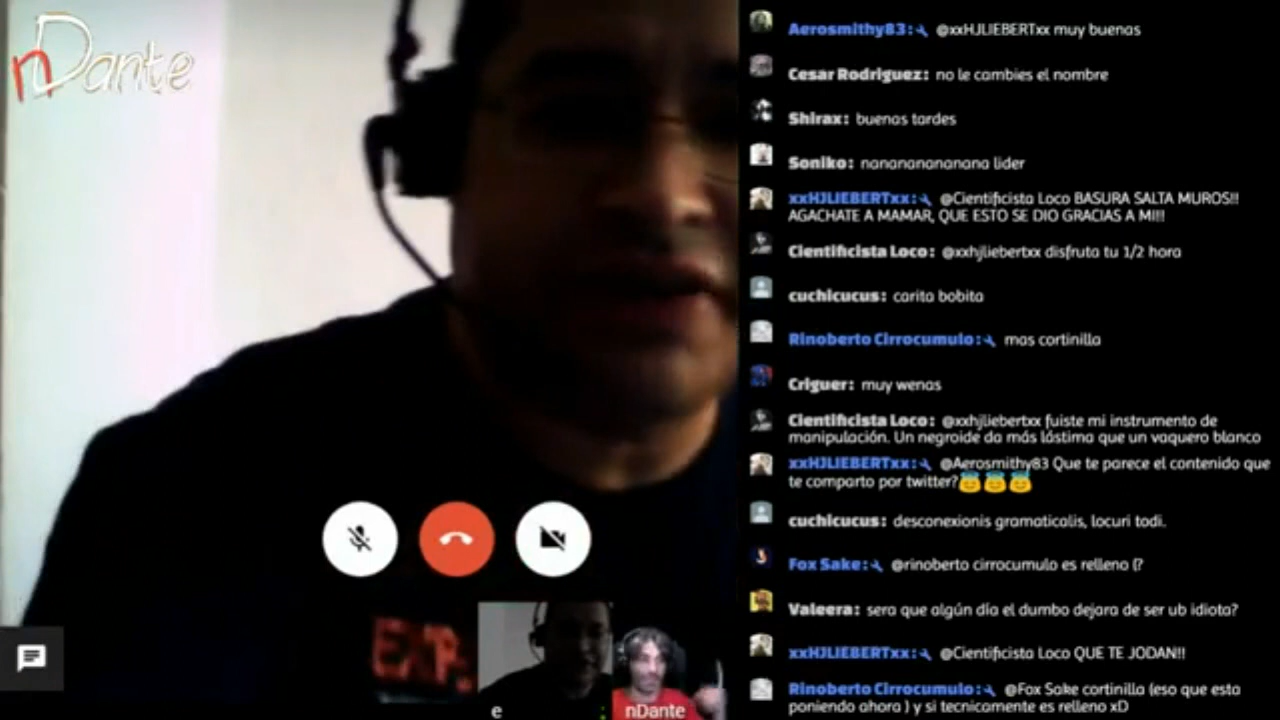 nDante
Aerosmithy83: @xxHJLIEBERTxx muy buenas
Cesar Rodriguez: no le cambies el nombre
Shirax: buenas tardes
Soniko: nanananananana lider
xxHJLIEBERTxx: @Cientificista Loco BASURA SALTA MUROS!!
AGACHATE A MAMAR, QUE ESTO SE DIO GRACIAS A MI!!!
Cientificista Loco: @xxhjliebertxx disfruta tu 1/2 hora
cuchicucus: carita bobita
Rinoberto Cirrocumulo: mas cortinilla
Criguer: muy wenas
Cientificista Loco: @xxhjliebertxx fuiste mi instrumento de
manipulación. Un negroide da más lástima que un vaquero blanco
xxHJLIEBERTxx: @Aerosmithy83 Que te parece el contenido que
te comparto por twitter?😇😇😇
cuchicucus: desconexionis gramaticalis, locuri todi.
Fox Sake: @rinoberto cirrocumulo es relleno (?
Valeera: sera que algún día el dumbo dejara de ser ub idiota?
xxHJLIEBERTxx: @Cientificista Loco QUE TE JODAN!!
Rinoberto Cirrocumulo: @Fox Sake cortinilla (eso que esta
poniendo ahora ) y si tecnicamente es relleno xD
EXP.
e
nDante